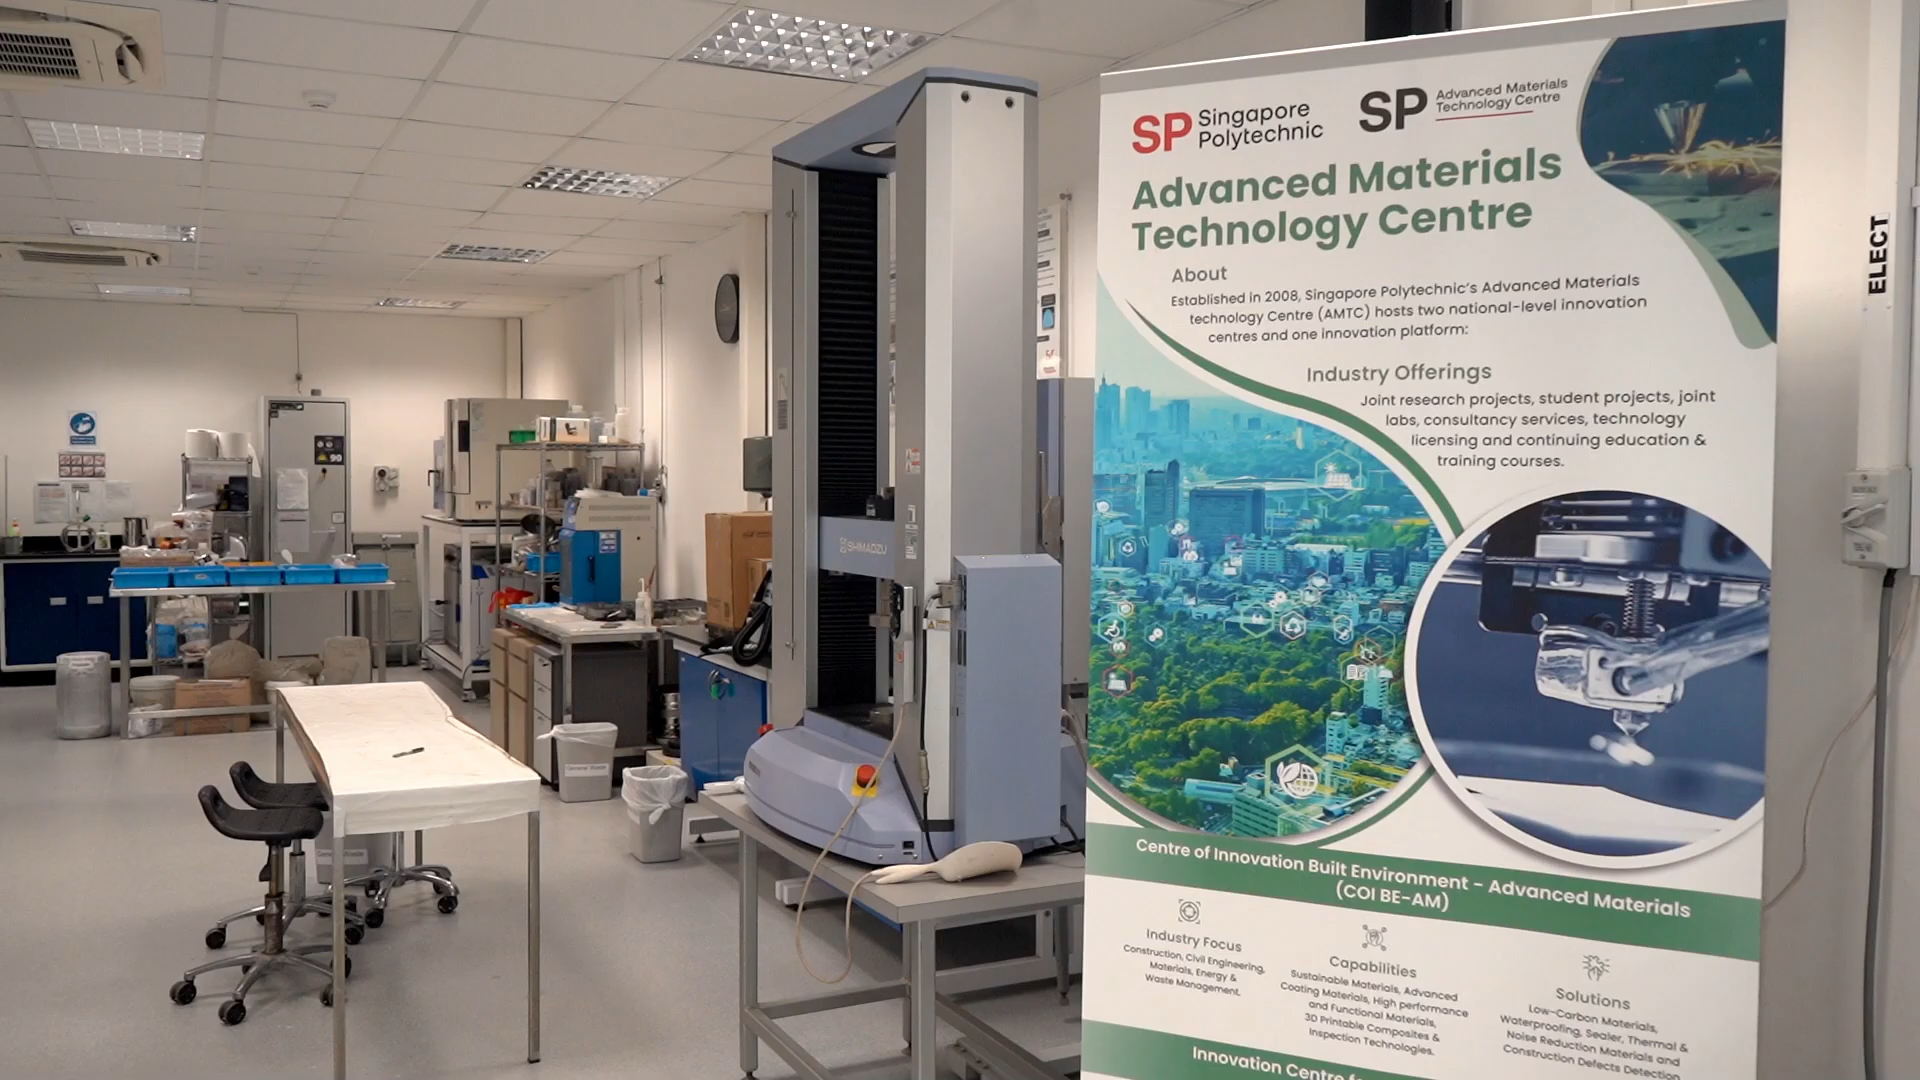 SP Singapore Polytechnic
SP Advanced Materials Technology Centre
Advanced Materials
Technology Centre
About
Established in 2008, Singapore Polytechnic's Advanced Materials
technology Centre (AMTC) hosts two national-level innovation
centres and one innovation platform:
Industry Offerings
Joint research projects, student projects, joint
labs, consultancy services, technology
licensing and continuing education &
training courses.
Centre of Innovation Built Environment - Advanced Materials
(COI BE-AM)
Industry Focus
Construction, Civil Engineering,
Materials, Energy &
Waste Management.
Capabilities
Sustainable Materials, Advanced
Coating Materials, High performance
and Functional Materials,
3D Printable Composites &
Inspection Technologies.
Solutions
Low-Carbon Materials,
Waterproofing, Sealer, Thermal &
Noise Reduction Materials and
Construction Defects Detection
Innovation Centre
ELECT
SHIMADZU
90
General Waste